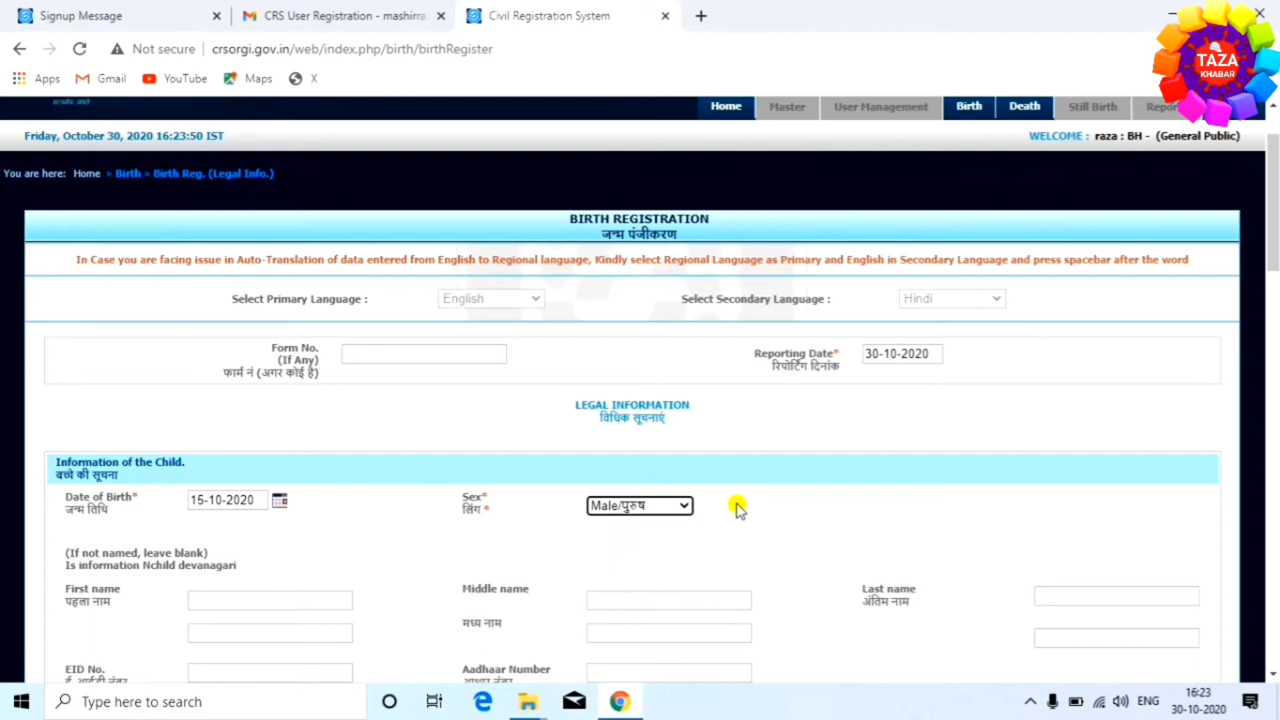 Signup Message
CRS User Registration - mashirra
Civil Registration System
Not secure
crsorgi.gov.in/web/index.php/birth/birthRegister
Apps
Gmail
YouTube
Maps
X
TAZA
KHABAR
Home
Master
User Management
Birth
Death
Still Birth
Friday, October 30, 2020 16:23:50 IST
WELCOME : raza : BH - (General Public)
You are here: Home » Birth » Birth Reg. (Legal Info.)
BIRTH REGISTRATION
जन्म पंजीकरण
In Case you are facing issue in Auto-Translation of data entered from English to Regional language, Kindly select Regional Language as Primary and English in Secondary Language and press spacebar after the word
Select Primary Language :
English
Select Secondary Language :
Hindi
Form No.
(If Any)
फार्म नं (अगर कोई है)
Reporting Date*
रिपोर्टिंग दिनांक
30-10-2020
LEGAL INFORMATION
विधिक सूचनाएं
Information of the Child.
बच्चे की सूचना
Date of Birth*
जन्म तिथि
15-10-2020
Sex*
लिंग *
Male/पुरुष
(If not named, leave blank)
Is information Nchild devanagari
First name
पहला नाम
Middle name
मध्य नाम
Last name
अंतिम नाम
EID No.
Aadhaar Number
Type here to search
ENG
16:23
30-10-2020